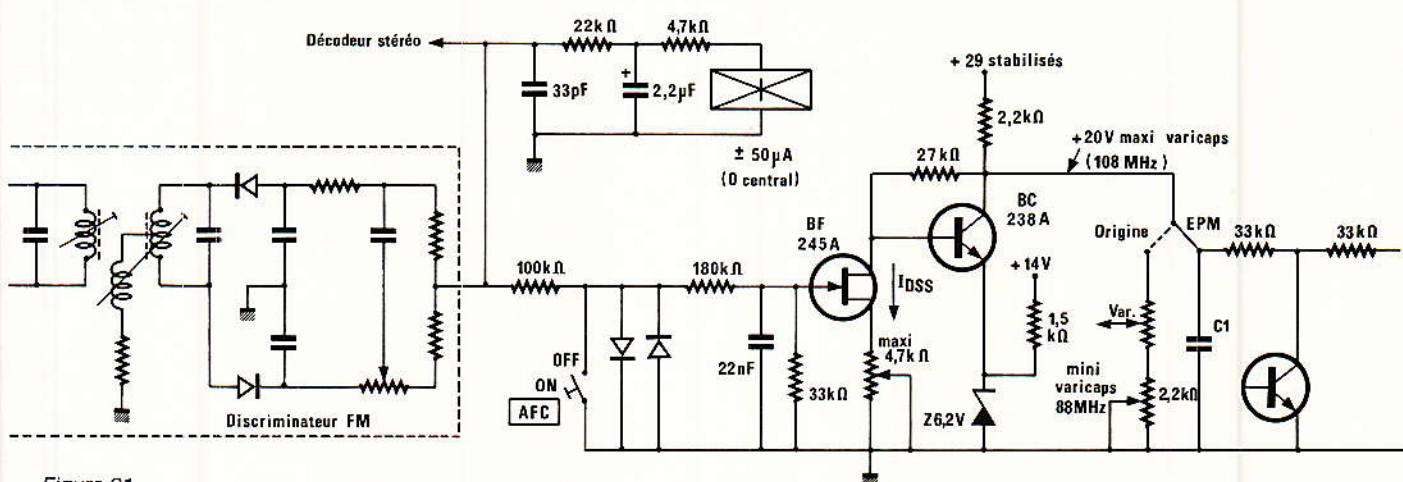 Décodeur stéréo
22kΩ
4,7kΩ
33pF
+
2,2µF
± 50µA
(0 central)
+ 29 stabilisés
2,2kΩ
+20V maxi varicaps
(108 MHz)
27kΩ
BC
238A
BF
245A
Origine
EPM
33kΩ
33kΩ
100kΩ
180kΩ
IDSS
+14V
1,5
kΩ
Var.
C1
OFF
ON
AFC
22nF
33kΩ
maxi
4,7kΩ
Z6,2V
mini
varicaps
88MHz
2,2kΩ
Discriminateur FM